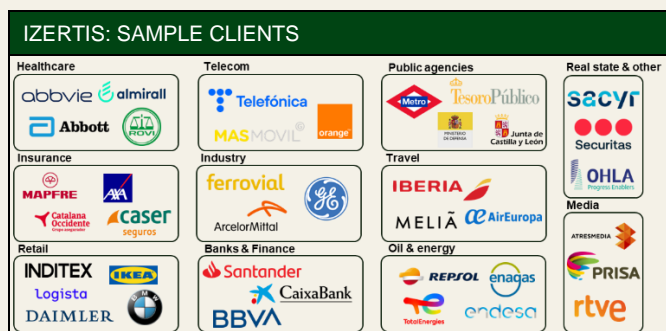 IZERTIS: SAMPLE CLIENTS
Healthcare
abbvie
almirall
Abbott
ROVI
Telecom
Telefónica
MASMOVIL
orange
Public agencies
Metro
TesoroPúblico
MINISTERIO
DE DEFENSA
Junta de
Castilla y León
Real state & other
sacyr
Securitas
OHLA
Progress Enablers
Insurance
MAPFRE
AXA
Catalana
Occidente
caser
seguros
Industry
ferrovial
ArcelorMittal
GE
Travel
IBERIA
MELIÃ
AirEuropa
Media
ATRESMEDIA
PRISA
rtve
Retail
INDITEX
IKEA
logista
BMW
DAIMLER
Banks & Finance
Santander
CaixaBank
BBVA
Oil & energy
REPSOL
enagas
TotalEnergies
endesa